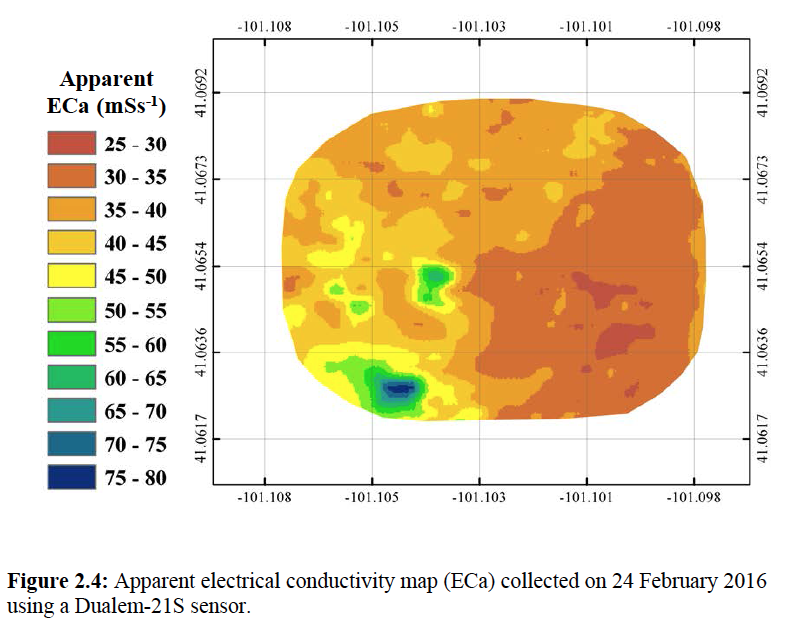 -101.108 -101.105 -101.103 -101.101 -101.098
Apparent
ECa (mSs-1)
25 - 30
30 - 35
35 - 40
40 - 45
45 - 50
50 - 55
55 - 60
60 - 65
65 - 70
70 - 75
75 - 80
41.0692
41.0673
41.0654
41.0636
41.0617
41.0692
41.0673
41.0654
41.0636
41.0617
-101.108 -101.105 -101.103 -101.101 -101.098
Figure 2.4: Apparent electrical conductivity map (ECa) collected on 24 February 2016
using a Dualem-21S sensor.